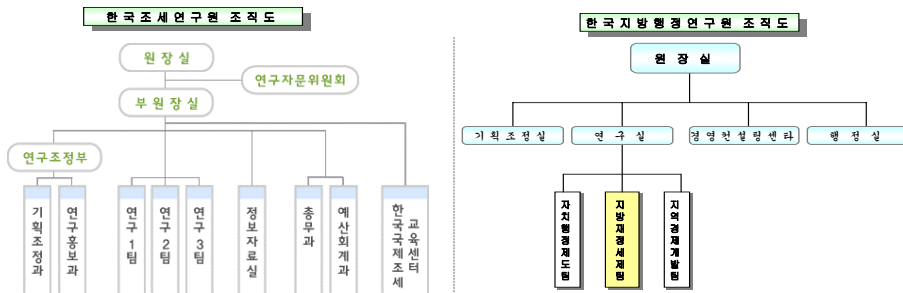 한국조세연구원 조직도
원장실
연구자문위원회
부원장실
연구조정부
기획조정과
연구홍보과
연구1팀
연구2팀
연구3팀
정보자료실
총무과
예산회계과
한국국제조세
교육센터
한국지방행정연구원 조직도
원장실
기획조정실
연구실
경영컨설팅센타
행정실
자치행정제도팀
지방재정세제팀
지역경제개발팀